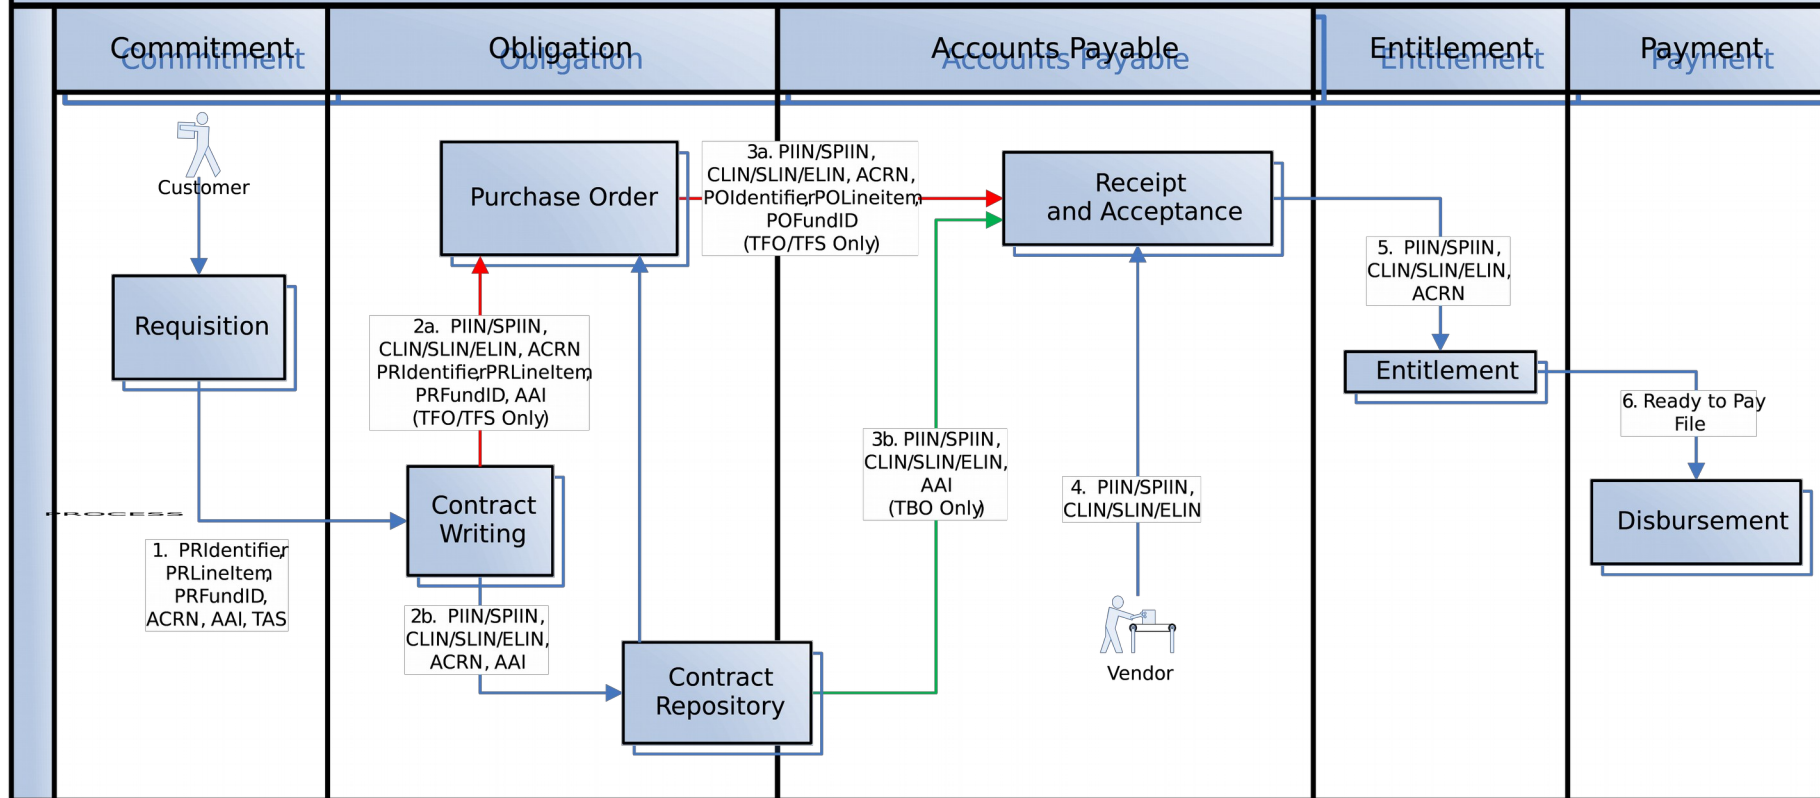 Commitment
Obligation
Accounts Payable
Entitlement
Payment
Customer
Requisition
PROCESS
1. PRIdentifier,
PRLineItem,
PRFundID,
ACRN, AAI, TAS
Purchase Order
2a. PIIN/SPIIN,
CLIN/SLIN/ELIN, ACRN
PRIdentifier,PRLineItem,
PRFundID, AAI
(TFO/TFS Only)
Contract
Writing
2b. PIIN/SPIIN,
CLIN/SLIN/ELIN,
ACRN, AAI
Contract
Repository
3a. PIIN/SPIIN,
CLIN/SLIN/ELIN, ACRN,
POIdentifier,POLineitem,
POFundID
(TFO/TFS Only)
Receipt
and Acceptance
3b. PIIN/SPIIN,
CLIN/SLIN/ELIN,
AAI
(TBO Only)
4. PIIN/SPIIN,
CLIN/SLIN/ELIN
Vendor
5. PIIN/SPIIN,
CLIN/SLIN/ELIN,
ACRN
Entitlement
6. Ready to Pay
File
Disbursement